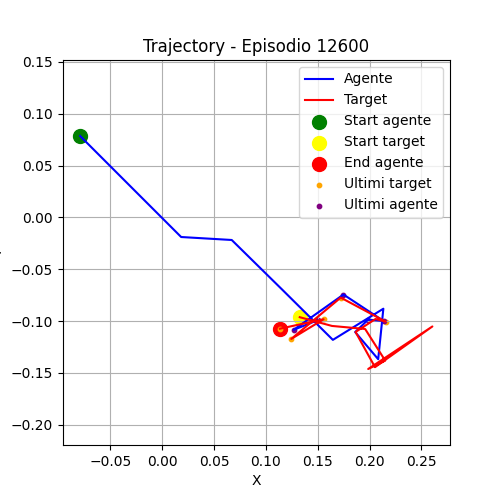 Trajectory - Episodio 12600
Agente
Target
Start agente
Start target
End agente
Ultimi target
Ultimi agente
0.15
0.10
0.05
0.00
−0.05
−0.10
−0.15
−0.20
−0.05
0.00
0.05
0.10
0.15
0.20
0.25
X